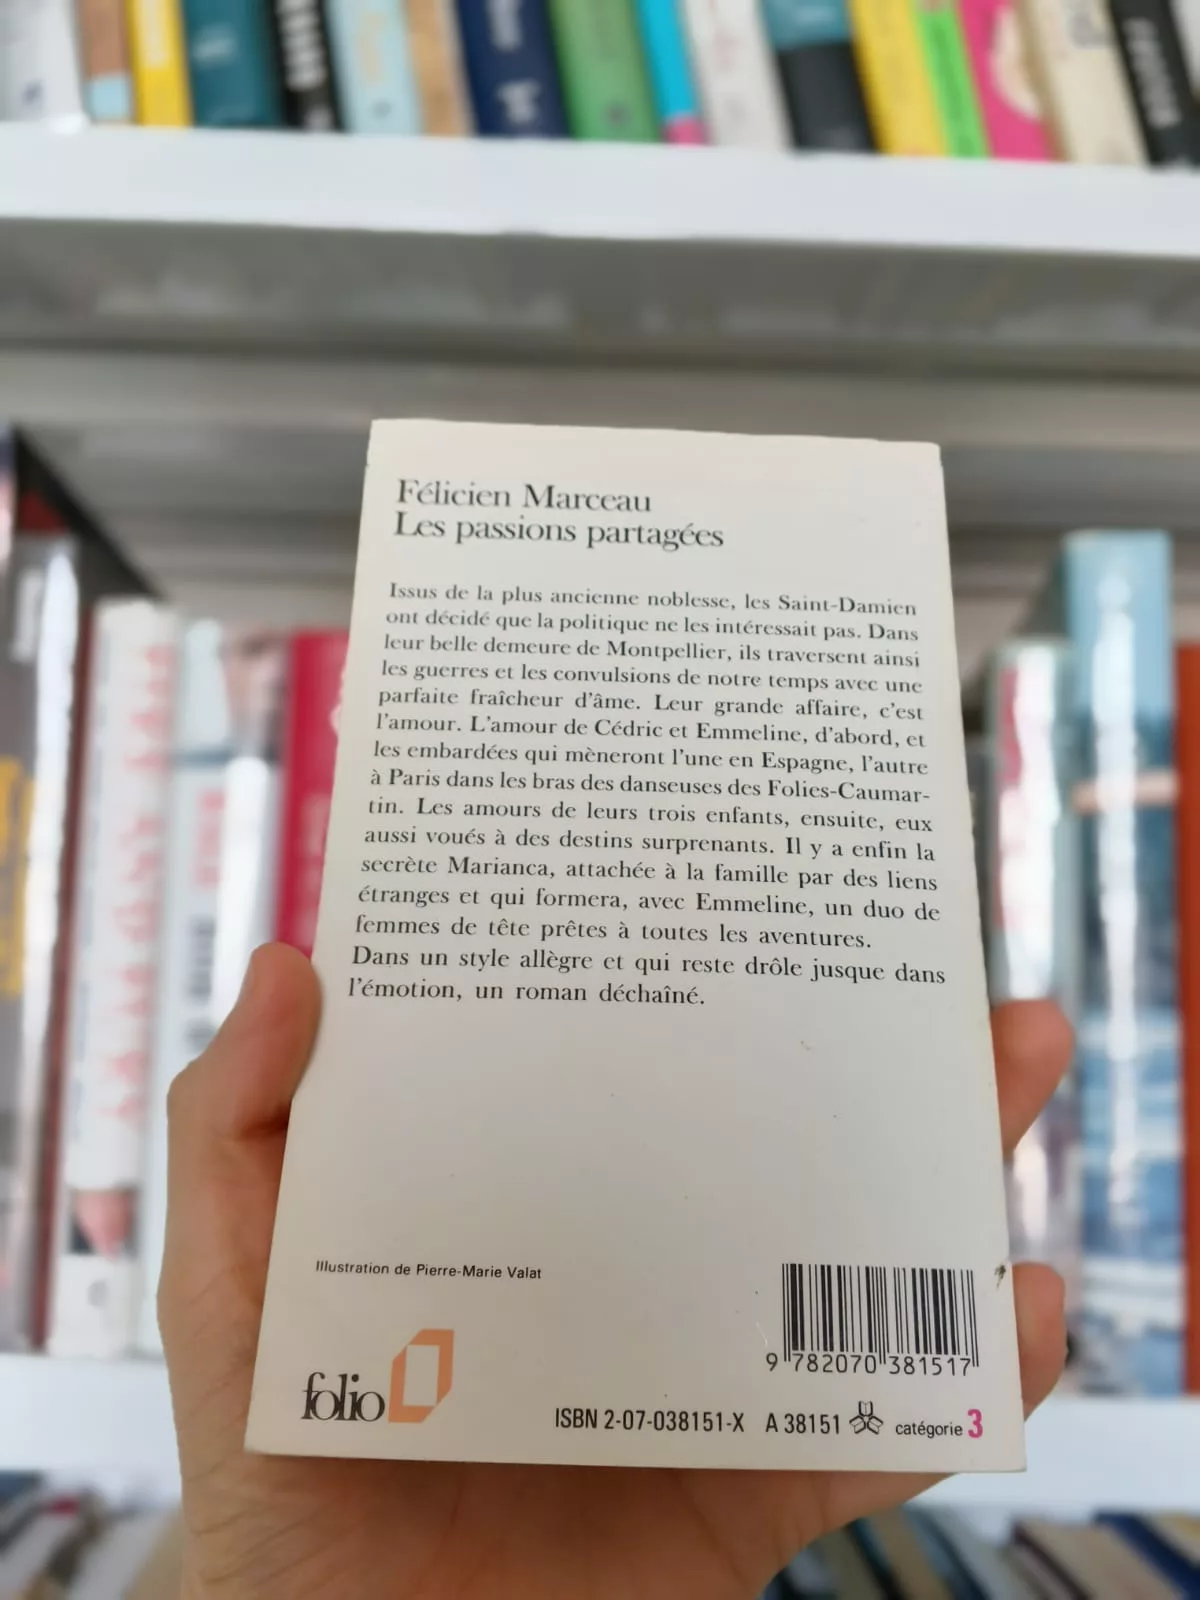 Félicien Marceau
Les passions partagées
Issus de la plus ancienne noblesse, les Saint-Damien
ont décidé que la politique ne les intéressait pas. Dans
leur belle demeure de Montpellier, ils traversent ainsi
les guerres et les convulsions de notre temps avec une
parfaite fraîcheur d'âme. Leur grande affaire, c'est
l'amour. L'amour de Cédric et Emmeline, d'abord, et
les embardées qui mèneront l'une en Espagne, l'autre
à Paris dans les bras des danseuses des Folies-Caumar-
tin. Les amours de leurs trois enfants, ensuite, eux
aussi voués à des destins surprenants. Il y a enfin la
secrète Marianca, attachée à la famille par des liens
étranges et qui formera, avec Emmeline, un duo de
femmes de tête prêtes à toutes les aventures.
Dans un style allègre et qui reste drôle jusque dans
l'émotion, un roman déchaîné.
Illustration de Pierre-Marie Valat
folio
9 782070 381517
ISBN 2-07-038151-X A 38151 catégorie 3